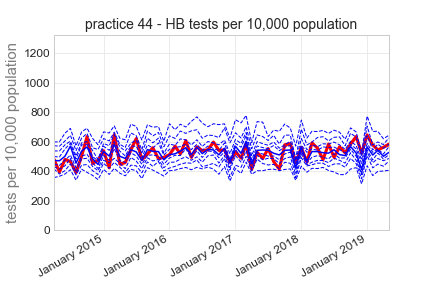 practice 44 - HB tests per 10,000 population
tests per 10,000 population
1200
1000
800
600
400
200
0
January 2015
January 2016
January 2017
January 2018
January 2019